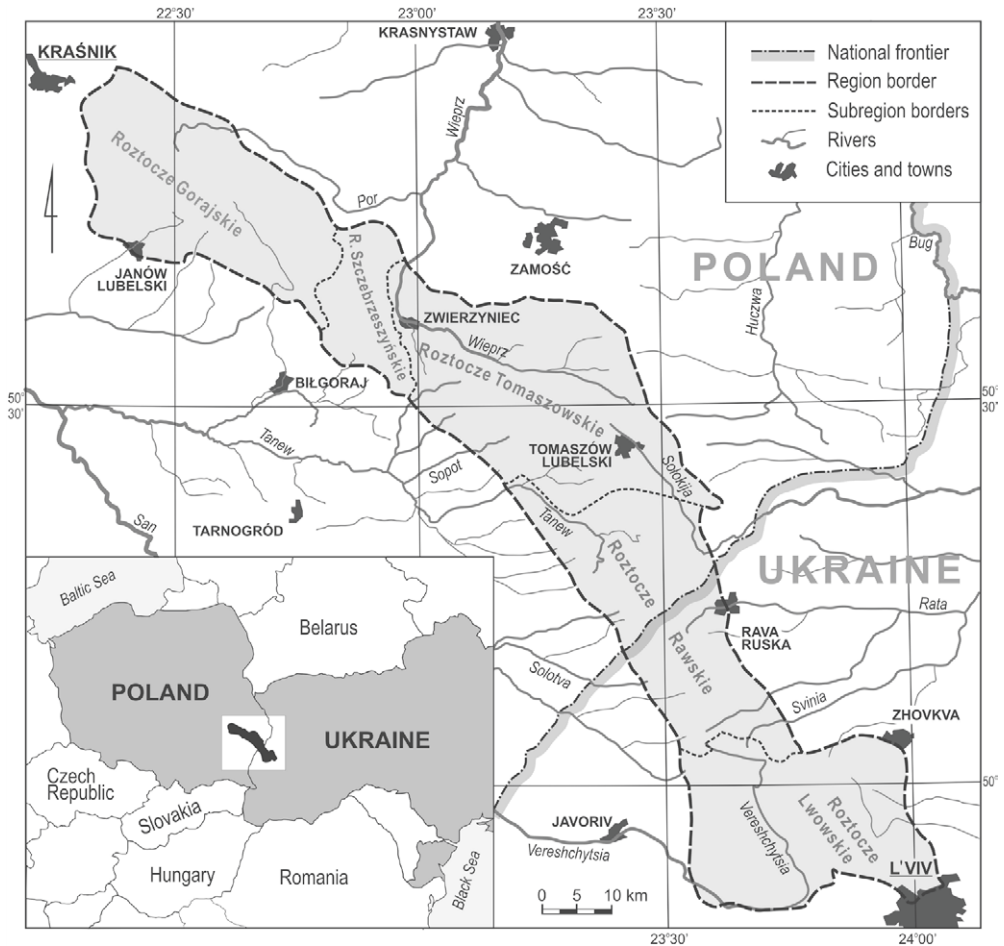 22°30'
23°00'
23°30'
KRAŚNIK
KRASNYSTAW
National frontier
Region border
Subregion borders
Rivers
Cities and towns
Wieprz
Roztocze Gorajskie
Por
R. Szczebrzeszyńskie
ZAMOŚĆ
POLAND
Bug
Huczwa
JANÓW
LUBELSKI
ZWIERZYNIEC
Wieprz
Roztocze Tomaszowskie
BIŁGORAJ
50°
30'
50°
30'
Tanew
Sopot
TOMASZÓW
LUBELSKI
Sołokija
San
TARNOGRÓD
Tanew
Roztocze
Rawskie
UKRAINE
Rata
RAVA
RUSKA
Solotva
Svinia
ZHOVKVA
Baltic Sea
Belarus
POLAND
UKRAINE
Czech
Republic
Slovakia
Hungary
Romania
Black Sea
50°
JAVORIV
Vereshchytsia
Vereshchytsia
Roztocze
Lwowskie
L'VIV
0 5 10 km
23°30'
24°00'